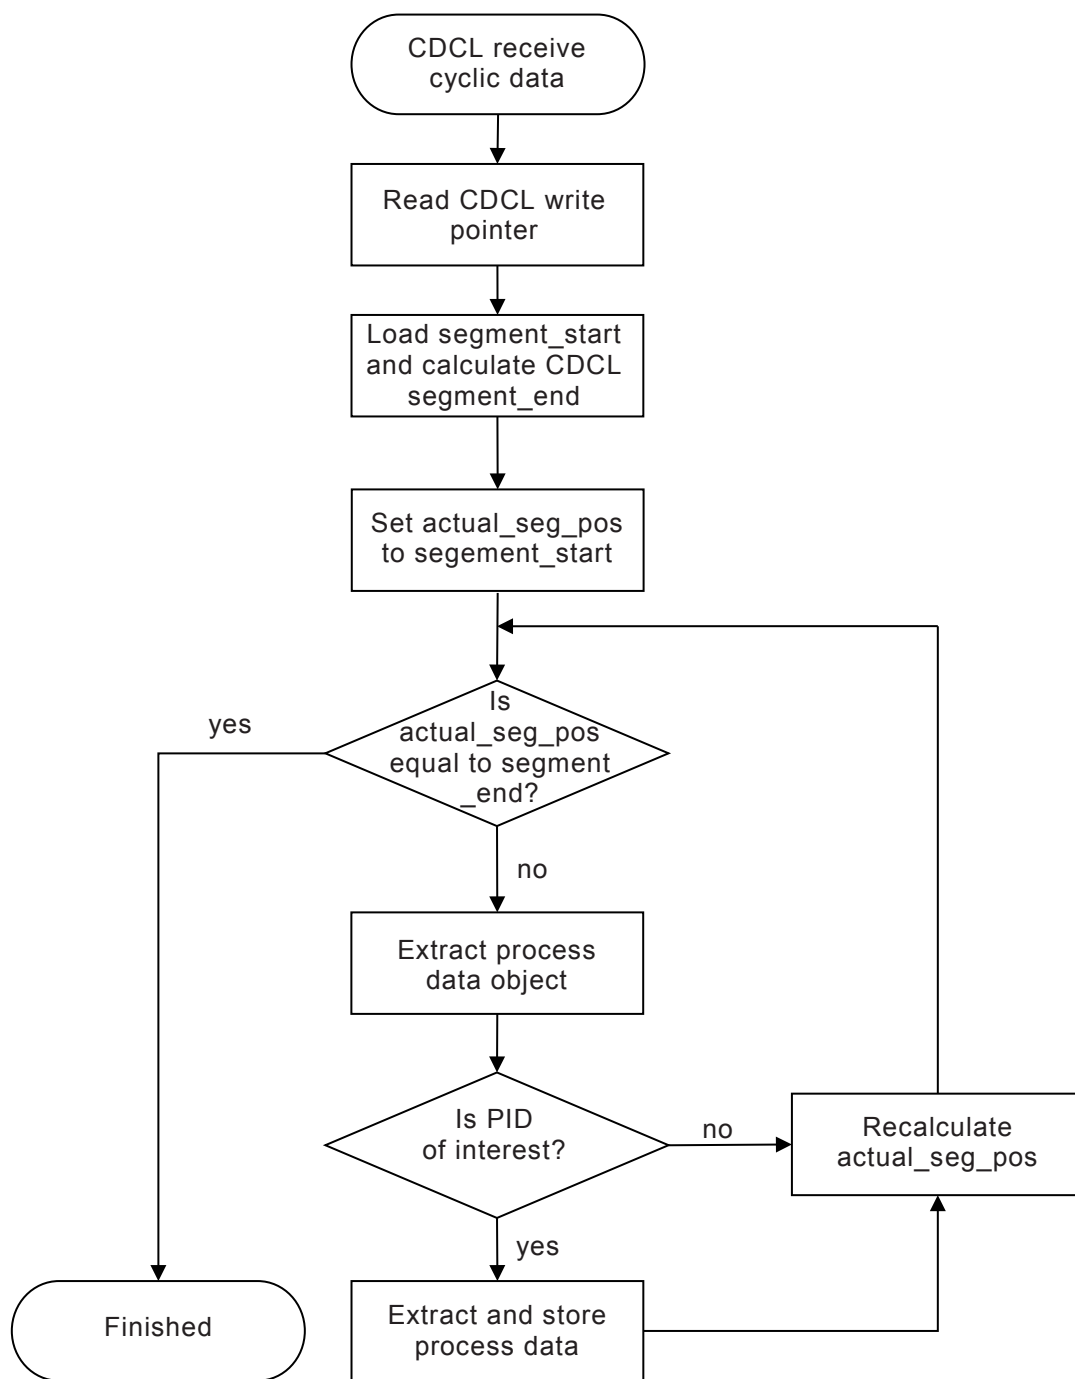 CDCL receive
cyclic data
Read CDCL write
pointer
Load segment_start
and calculate CDCL
segment_end
Set actual_seg_pos
to segement_start
Is
actual_seg_pos
equal to segment
_end?
yes
no
Extract process
data object
Is PID
of interest?
no
Recalculate
actual_seg_pos
yes
Extract and store
process data
Finished